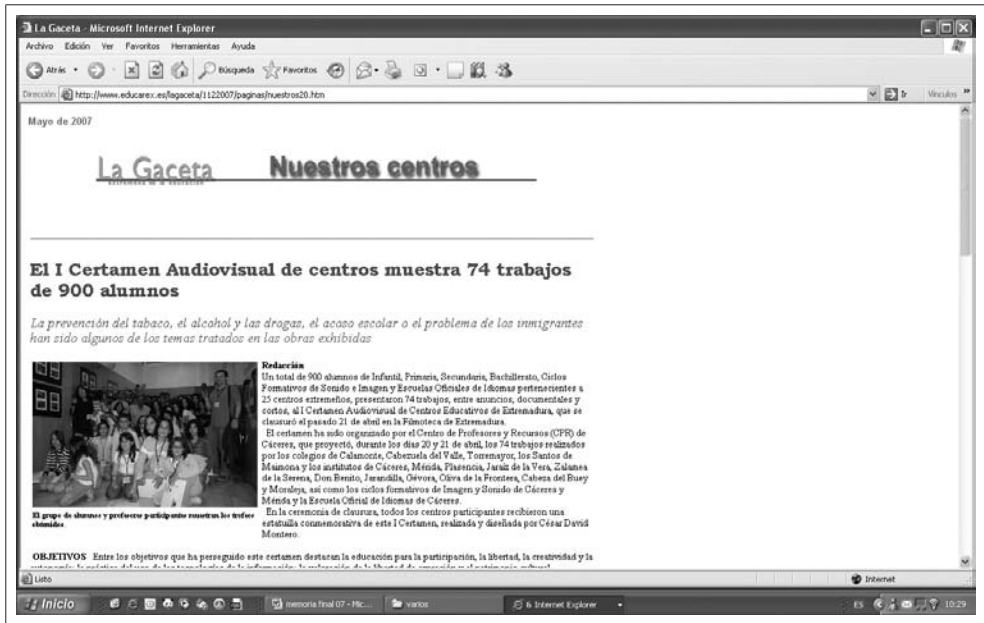 La Gaceta - Microsoft Internet Explorer
Archivo Edición Ver Favoritos Herramientas Ayuda
Atrás Búsqueda Favoritos
Dirección http://www.educarex.es/lagaceta/1122007/paginas/nuestros20.htm Ir Vínculos »
Mayo de 2007
La Gaceta Nuestros centros
El I Certamen Audiovisual de centros muestra 74 trabajos
de 900 alumnos
La prevención del tabaco, el alcohol y las drogas, el acoso escolar o el problema de los inmigrantes
han sido algunos de los temas tratados en las obras exhibidas
Redacción
Un total de 900 alumnos de Infantil, Primaria, Secundaria, Bachillerato, Ciclos
Formativos de Sonido e Imagen y Escuelas Oficiales de Idiomas pertenecientes a
25 centros extremeños, presentaron 74 trabajos, entre anuncios, documentales y
cortos, al I Certamen Audiovisual de Centros Educativos de Extremadura, que se
clausuró el pasado 21 de abril en la Filmoteca de Extremadura.
El certamen ha sido organizado por el Centro de Profesores y Recursos (CPR) de
Cáceres, que proyectó, durante los días 20 y 21 de abril, los 74 trabajos realizados
por los colegios de Calamonte, Cabezuela del Valle, Torremayor, los Santos de
Maimona y los institutos de Cáceres, Mérida, Plasencia, Jaraíz de la Vera, Zalamea
de la Serena, Don Benito, Jarandilla, Gévora, Oliva de la Frontera, Cabeza del Buey
y Moraleja, así como los ciclos formativos de Imagen y Sonido de Cáceres y
Mérida y la Escuela Oficial de Idiomas de Cáceres.
En la ceremonia de clausura, todos los centros participantes recibieron una
estatuilla conmemorativa de este I Certamen, realizada y diseñada por César David
Montero.
El grupo de alumnos y profesores participantes muestran los trofeos
obtenidos.
OBJETIVOS Entre los objetivos que ha perseguido este certamen destacan la educación para la participación, la libertad, la creatividad y la
Listo Internet
Inicio memoria final 07 - Mic... varios 6 Internet Explorer ES 10:29